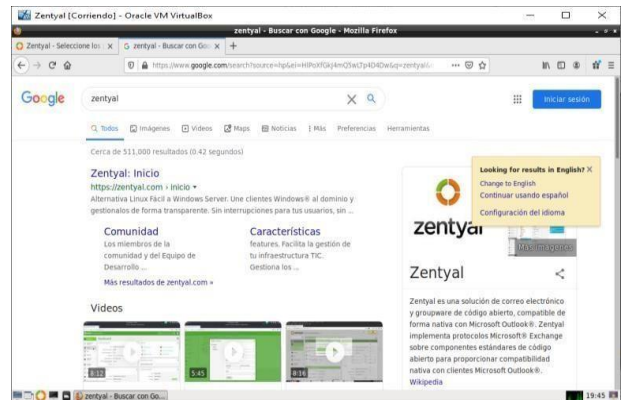 Zentyal [Corriendo] - Oracle VM VirtualBox
zentyal - Buscar con Google - Mozilla Firefox
Zentyal - Seleccione los
zentyal - Buscar con Goo
https://www.google.com/search?source=hp&ei=
Google
zentyal
Iniciar sesión
Todos
Imágenes
Videos
Maps
Noticias
Más
Preferencias
Herramientas
Cerca de 511,000 resultados (0.42 segundos)
Zentyal: Inicio
https://zentyal.com › Inicio
Alternativa Linux Fácil a Windows Server. Une clientes Windows® al dominio y
gestionalos de forma transparente. Sin interrupciones para tus usuarios, sin ...
Comunidad
Los miembros de la
comunidad y del Equipo de
Desarrollo ...
Características
features. Facilita la gestión de
tu infraestructura TIC.
Gestiona los ...
Más resultados de zentyal.com »
Videos
8:12
5:45
8:16
Looking for results in English?
Change to English
Continuar usando español
Configuración del idioma
zentyal
Más imágenes
Zentyal
Zentyal es una solución de correo electrónico
y groupware de código abierto, compatible de
forma nativa con Microsoft Outlook®. Zentyal
implementa protocolos Microsoft® Exchange
sobre componentes estándares de código
abierto para proporcionar compatibilidad
nativa con clientes Microsoft Outlook®.
Wikipedia
zentyal - Buscar con Go...
19:45